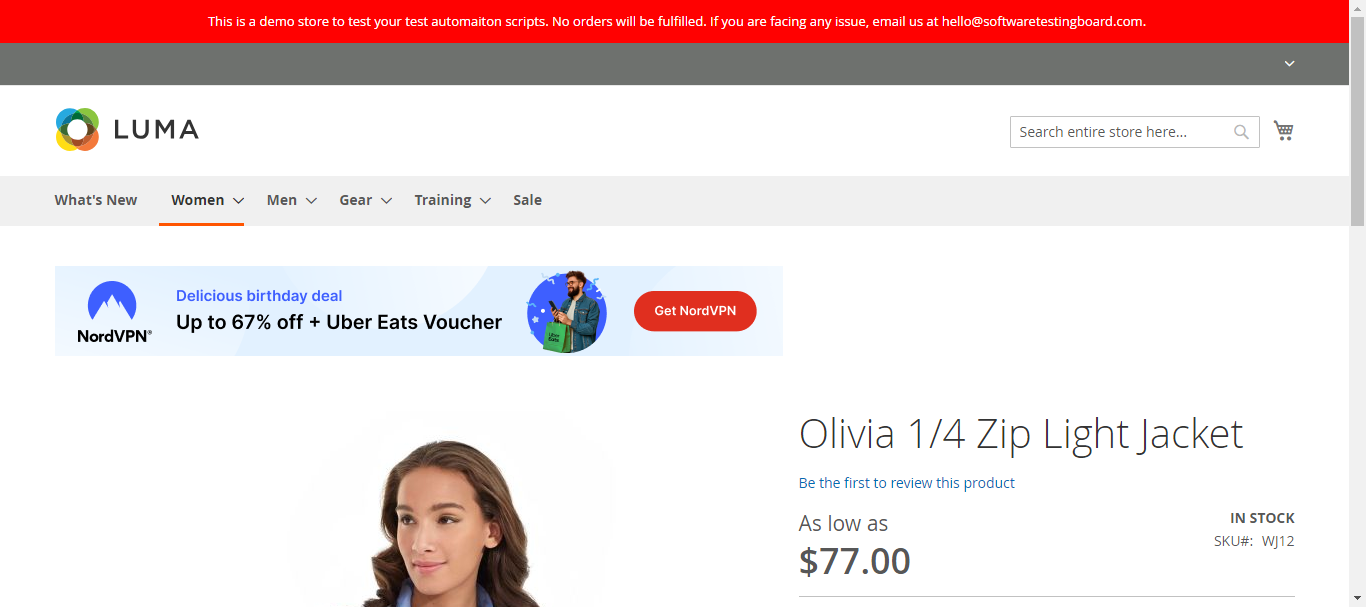 This is a demo store to test your test automaiton scripts. No orders will be fulfilled. If you are facing any issue, email us at hello@softwaretestingboard.com.
LUMA
Search entire store here...
What's New Women Men Gear Training Sale
Delicious birthday deal
Up to 67% off + Uber Eats Voucher
NordVPN®
Uber
Eats
Get NordVPN
Olivia 1/4 Zip Light Jacket
Be the first to review this product
As low as
$77.00
IN STOCK
SKU#: WJ12